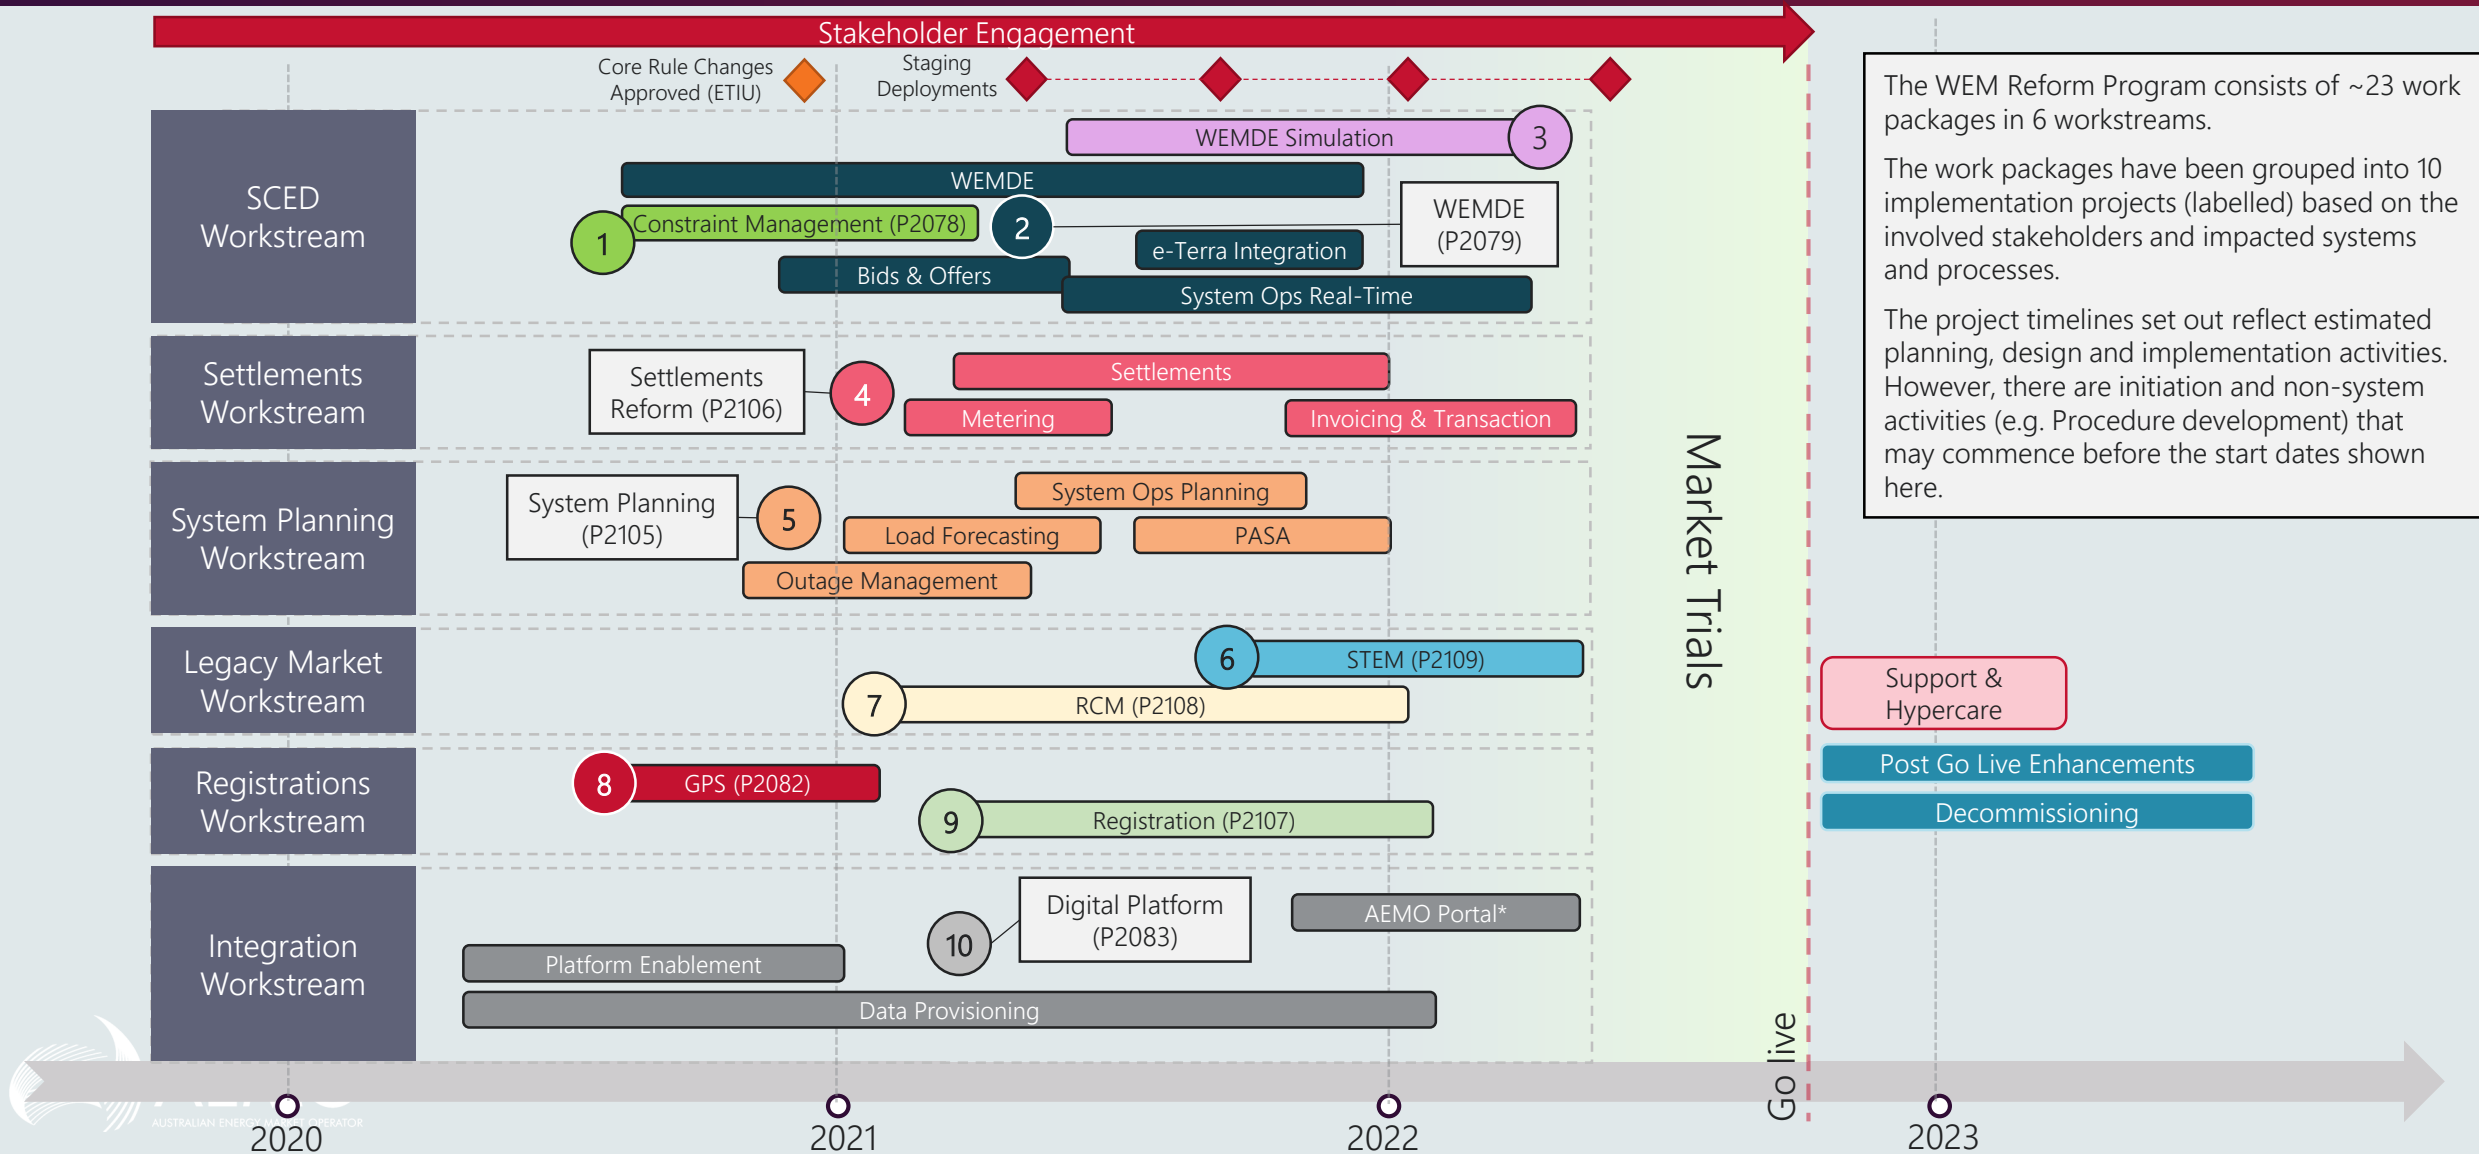 Stakeholder Engagement
Core Rule Changes
Approved (ETIU)
Staging
Deployments
The WEM Reform Program consists of ~23 work
packages in 6 workstreams.
The work packages have been grouped into 10
implementation projects (labelled) based on the
involved stakeholders and impacted systems
and processes.
The project timelines set out reflect estimated
planning, design and implementation activities.
However, there are initiation and non-system
activities (e.g. Procedure development) that
may commence before the start dates shown
here.
SCED
Workstream
WEMDE Simulation
3
WEMDE
1
Constraint Management (P2078)
2
WEMDE
(P2079)
e-Terra Integration
Bids & Offers
System Ops Real-Time
Settlements
Workstream
Settlements
Reform (P2106)
4
Settlements
Metering
Invoicing & Transaction
System Planning
Workstream
System Planning
(P2105)
5
System Ops Planning
Load Forecasting
PASA
Outage Management
Legacy Market
Workstream
6
STEM (P2109)
7
RCM (P2108)
Registrations
Workstream
8
GPS (P2082)
9
Registration (P2107)
Integration
Workstream
10
Digital Platform
(P2083)
AEMO Portal*
Platform Enablement
Data Provisioning
Market Trials
Go live
Support &
Hypercare
Post Go Live Enhancements
Decommissioning
AUSTRALIAN ENERGY MARKET OPERATOR
2020
2021
2022
2023